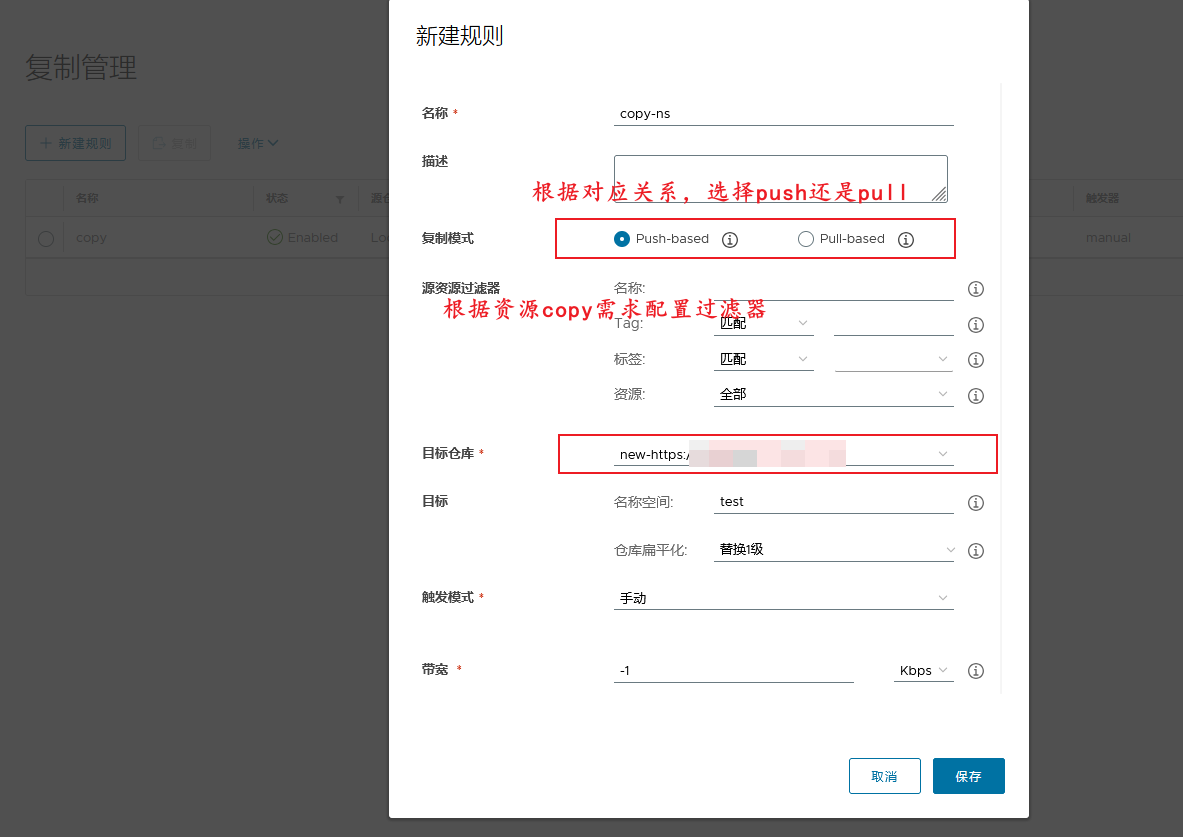 新建规则
复制管理
名称 * copy-ns
+ 新建规则 复制 操作
描述
根据对应关系，选择push还是pull
名称 状态 源仓 触发器
复制模式 Push-based Pull-based
copy Enabled Loc manual
源资源过滤器 名称:
根据资源copy需求配置过滤器
Tag: 匹配
标签: 匹配
资源: 全部
目标仓库 * new-https:/
目标 名称空间: test
仓库扁平化: 替换1级
触发模式 * 手动
带宽 * -1 Kbps
取消 保存